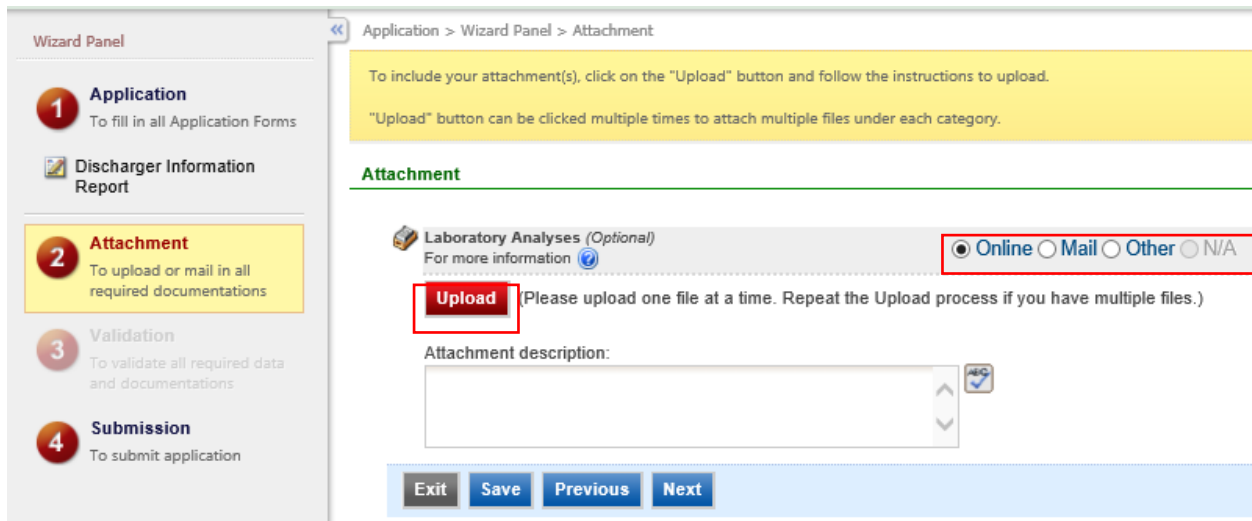 Wizard Panel
1
Application
To fill in all Application Forms
Discharger Information
Report
2
Attachment
To upload or mail in all
required documentations
3
Validation
To validate all required data
and documentations
4
Submission
To submit application
Application > Wizard Panel > Attachment
To include your attachment(s), click on the "Upload" button and follow the instructions to upload.
"Upload" button can be clicked multiple times to attach multiple files under each category.
Attachment
Laboratory Analyses (Optional)
For more information ?
Online Mail Other N/A
Upload (Please upload one file at a time. Repeat the Upload process if you have multiple files.)
Attachment description:
ABC
Exit Save Previous Next